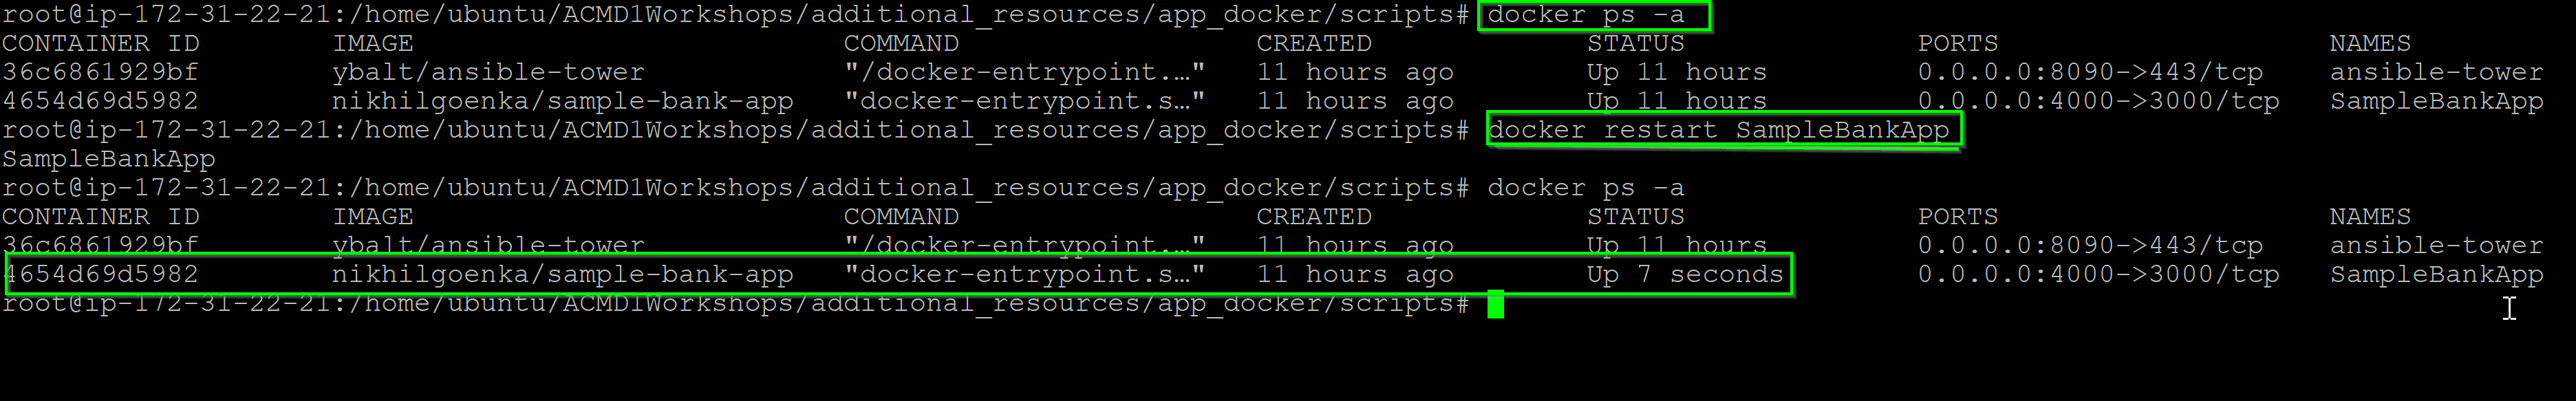 root@ip-172-31-22-21:/home/ubuntu/ACMD1Workshops/additional_resources/app_docker/scripts# docker ps -a
CONTAINER ID IMAGE COMMAND CREATED STATUS PORTS NAMES
36c6861929bf ybalt/ansible-tower "/docker-entrypoint.…" 11 hours ago Up 11 hours 0.0.0.0:8090->443/tcp ansible-tower
4654d69d5982 nikhilgoenka/sample-bank-app "docker-entrypoint.s…" 11 hours ago Up 11 hours 0.0.0.0:4000->3000/tcp SampleBankApp
root@ip-172-31-22-21:/home/ubuntu/ACMD1Workshops/additional_resources/app_docker/scripts# docker restart SampleBankApp
SampleBankApp
root@ip-172-31-22-21:/home/ubuntu/ACMD1Workshops/additional_resources/app_docker/scripts# docker ps -a
CONTAINER ID IMAGE COMMAND CREATED STATUS PORTS NAMES
36c6861929bf ybalt/ansible-tower "/docker-entrypoint.…" 11 hours ago Up 11 hours 0.0.0.0:8090->443/tcp ansible-tower
4654d69d5982 nikhilgoenka/sample-bank-app "docker-entrypoint.s…" 11 hours ago Up 7 seconds 0.0.0.0:4000->3000/tcp SampleBankApp
root@ip-172-31-22-21:/home/ubuntu/ACMD1Workshops/additional_resources/app_docker/scripts#